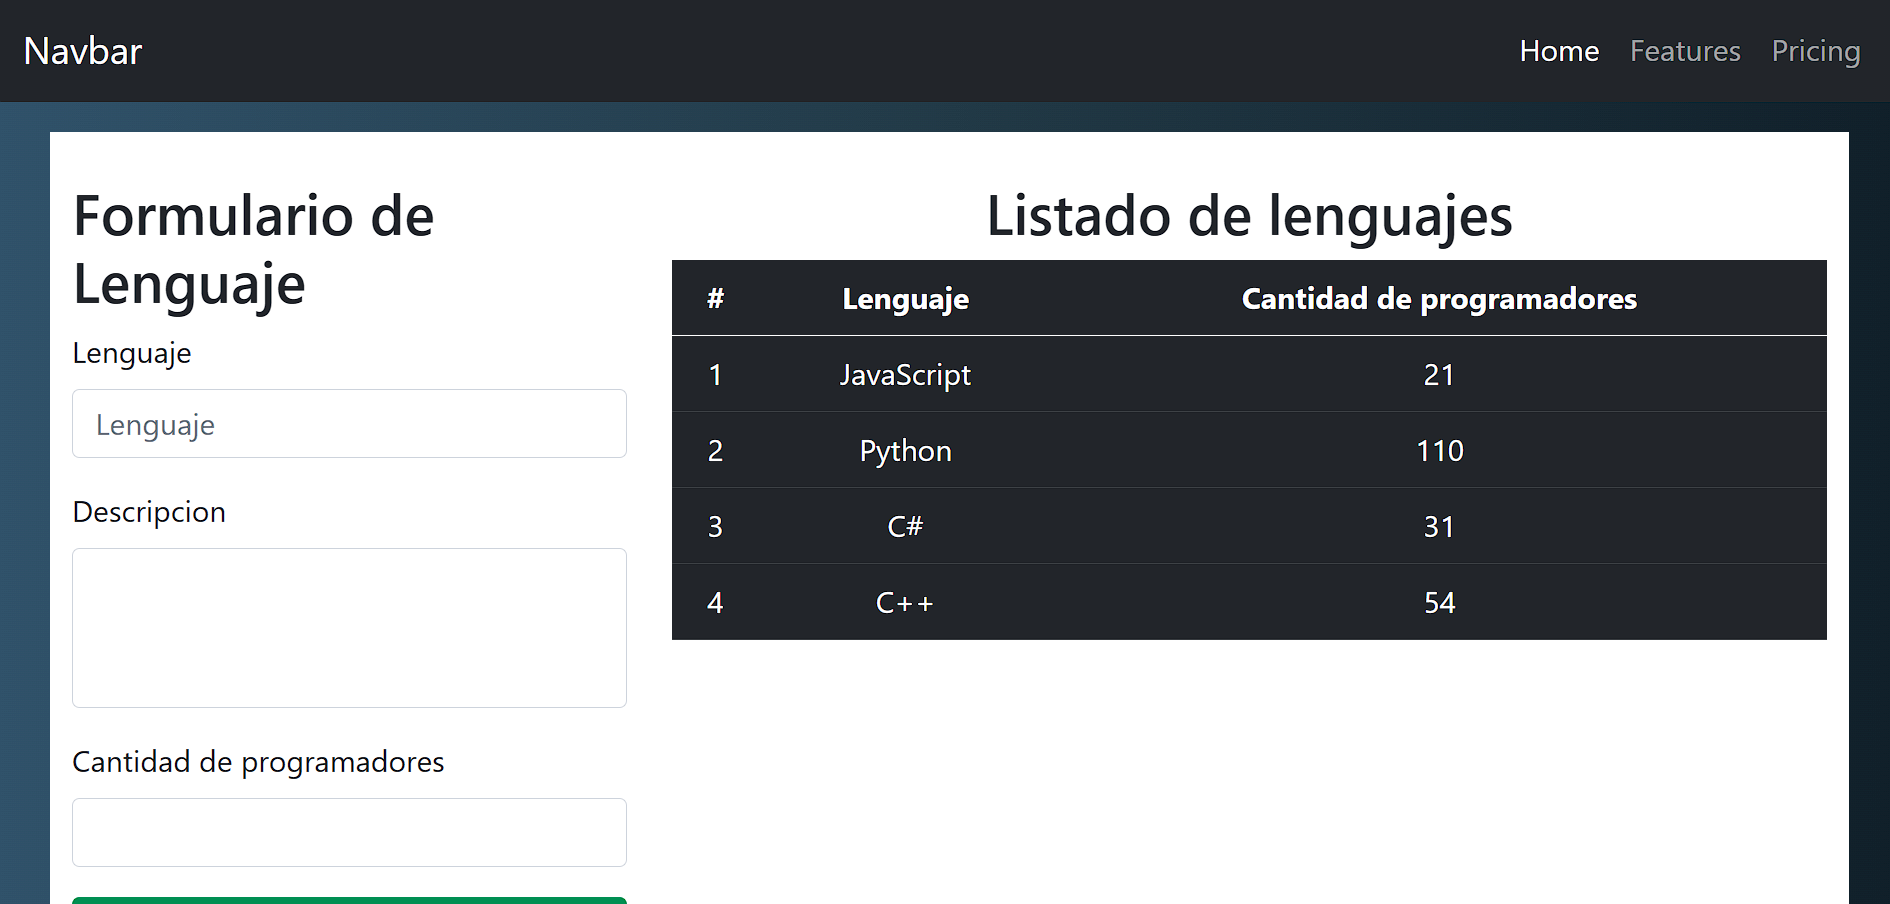 Navbar
Home Features Pricing
Formulario de
Lenguaje
Lenguaje
Lenguaje
Descripcion
Cantidad de programadores
Listado de lenguajes
# Lenguaje Cantidad de programadores
1 JavaScript 21
2 Python 110
3 C# 31
4 C++ 54